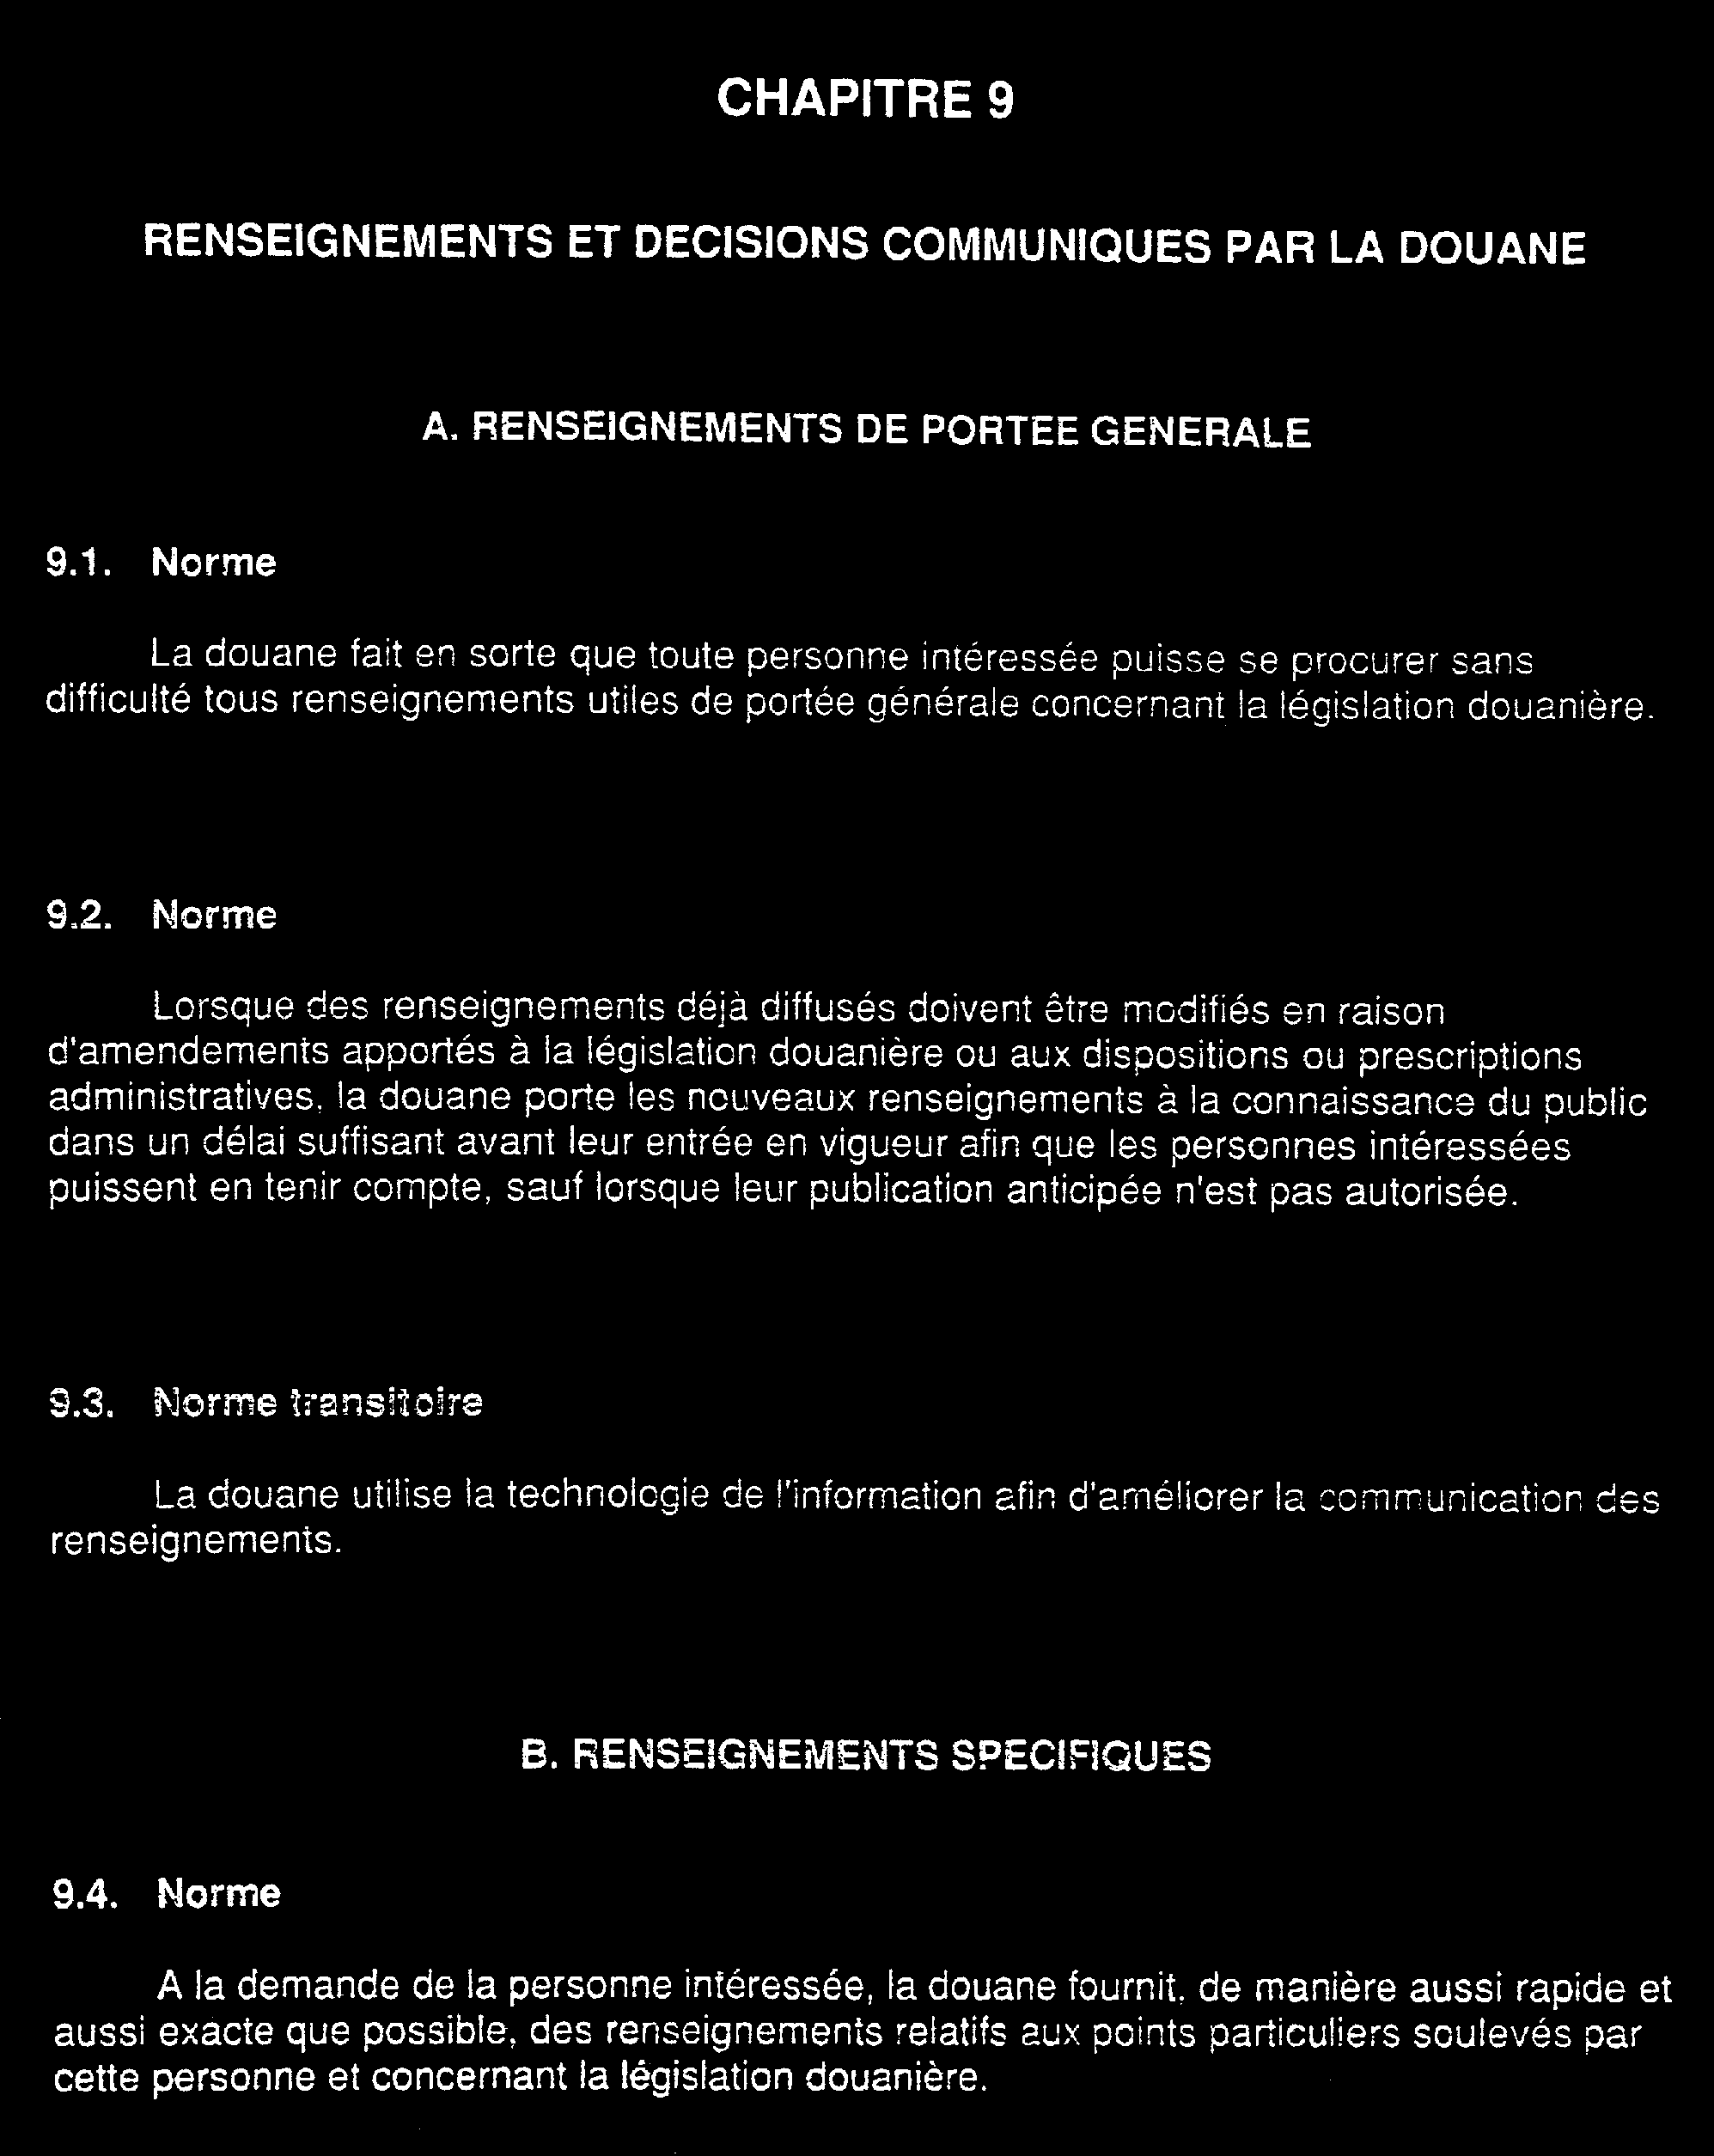 CHAPITRE 9
RENSEIGNEMENTS ET DECISIONS COMMUNIQUES PAR LA DOUANE
A. RENSEIGNEMENTS DE PORTEE GENERALE
9.1. Norme
La douane fait en sorte que toute personne intéressée puisse se procurer sans
difficulté tous renseignements utiles de portée générale concernant la législation douanière.
9.2. Norme
Lorsque des renseignements déjà diffusés doivent être modifiés en raison
d'amendements apportés à la législation douanière ou aux dispositions ou prescriptions
administratives, la douane porte les nouveaux renseignements à la connaissance du public
dans un délai suffisant avant leur entrée en vigueur afin que les personnes intéressées
puissent en tenir compte, sauf lorsque leur publication anticipée n'est pas autorisée.
9.3. Norme transitoire
La douane utilise la technologie de l'information afin d'améliorer la communication des
renseignements.
B. RENSEIGNEMENTS SPECIFIQUES
9.4. Norme
A la demande de la personne intéressée, la douane fournit, de manière aussi rapide et
aussi exacte que possible, des renseignements relatifs aux points particuliers soulevés par
cette personne et concernant la législation douanière.